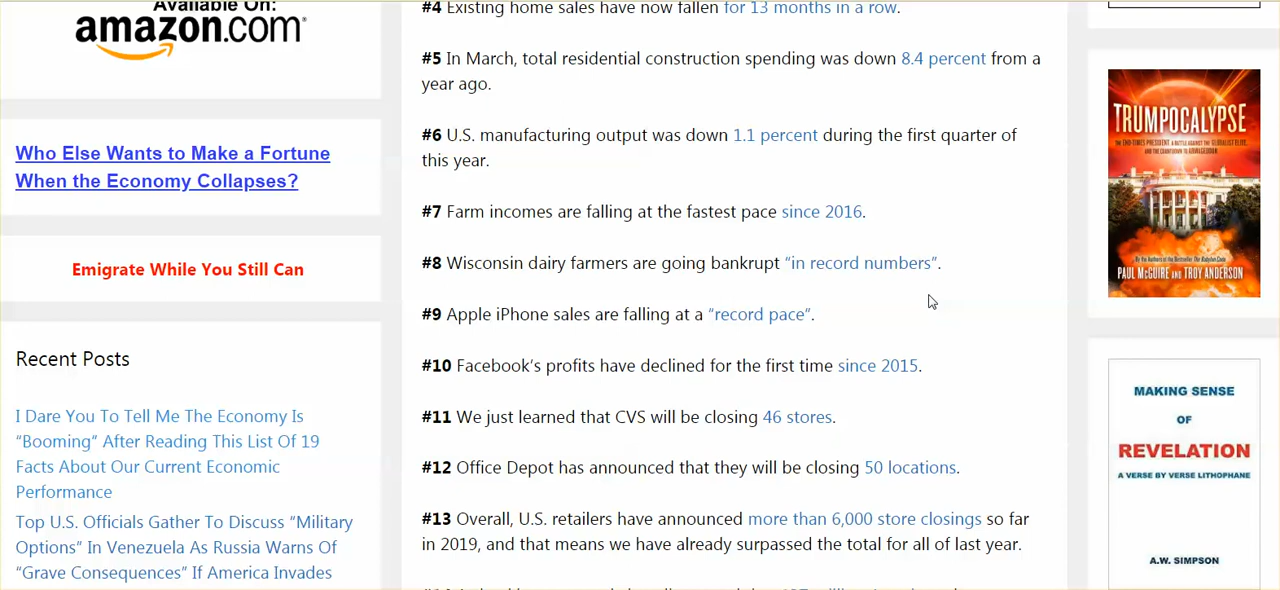 Available On:
amazon.com
Who Else Wants to Make a Fortune
When the Economy Collapses?
Emigrate While You Still Can
Recent Posts
I Dare You To Tell Me The Economy Is
"Booming" After Reading This List Of 19
Facts About Our Current Economic
Performance
Top U.S. Officials Gather To Discuss "Military
Options" In Venezuela As Russia Warns Of
"Grave Consequences" If America Invades
#4 Existing home sales have now fallen for 13 months in a row.
#5 In March, total residential construction spending was down 8.4 percent from a
year ago.
#6 U.S. manufacturing output was down 1.1 percent during the first quarter of
this year.
#7 Farm incomes are falling at the fastest pace since 2016.
#8 Wisconsin dairy farmers are going bankrupt “in record numbers”.
#9 Apple iPhone sales are falling at a “record pace”.
#10 Facebook’s profits have declined for the first time since 2015.
#11 We just learned that CVS will be closing 46 stores.
#12 Office Depot has announced that they will be closing 50 locations.
#13 Overall, U.S. retailers have announced more than 6,000 store closings so far
in 2019, and that means we have already surpassed the total for all of last year.
TRUMPOCALYPSE
THE END-TIMES PRESIDENT, A BATTLE AGAINST THE GLOBALIST ELITE,
AND THE COUNTDOWN TO ARMAGEDDON
By the Authors of the Bestseller, The Babylon Code
PAUL McGUIRE AND TROY ANDERSON
MAKING SENSE
OF
REVELATION
A VERSE BY VERSE LITHOPHANE
A.W. SIMPSON